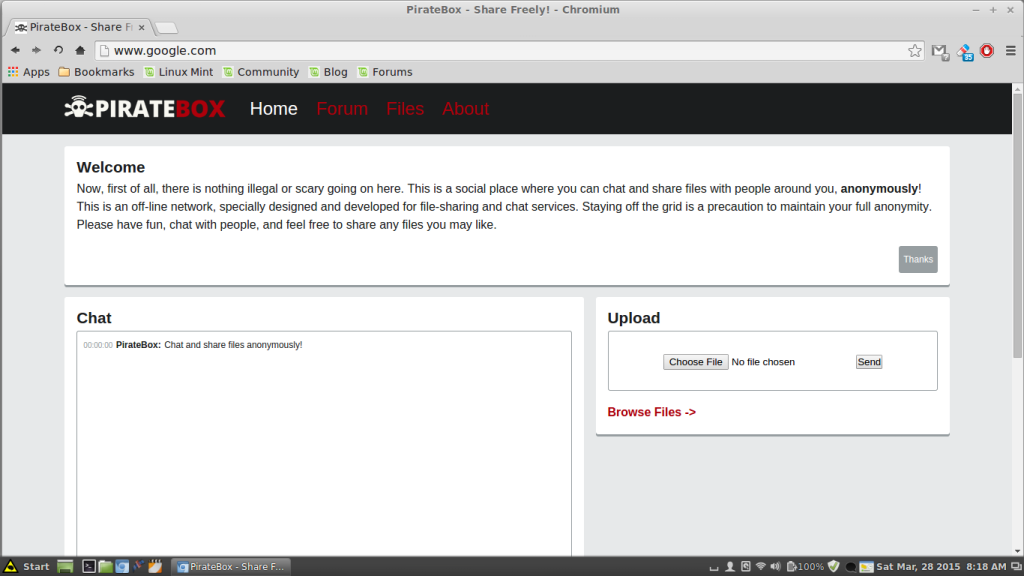 PirateBox - Share Freely! - Chromium
PirateBox - Share Fr
www.google.com
7
85
Apps Bookmarks Linux Mint Community Blog Forums
PIRATEBOX Home Forum Files About
Welcome
Now, first of all, there is nothing illegal or scary going on here. This is a social place where you can chat and share files with people around you, anonymously!
This is an off-line network, specially designed and developed for file-sharing and chat services. Staying off the grid is a precaution to maintain your full anonymity.
Please have fun, chat with people, and feel free to share any files you may like.
Thanks
Chat
00:00:00 PirateBox: Chat and share files anonymously!
Upload
Choose File No file chosen Send
Browse Files ->
Start PirateBox - Share F... 100% Sat Mar, 28 2015 8:18 AM